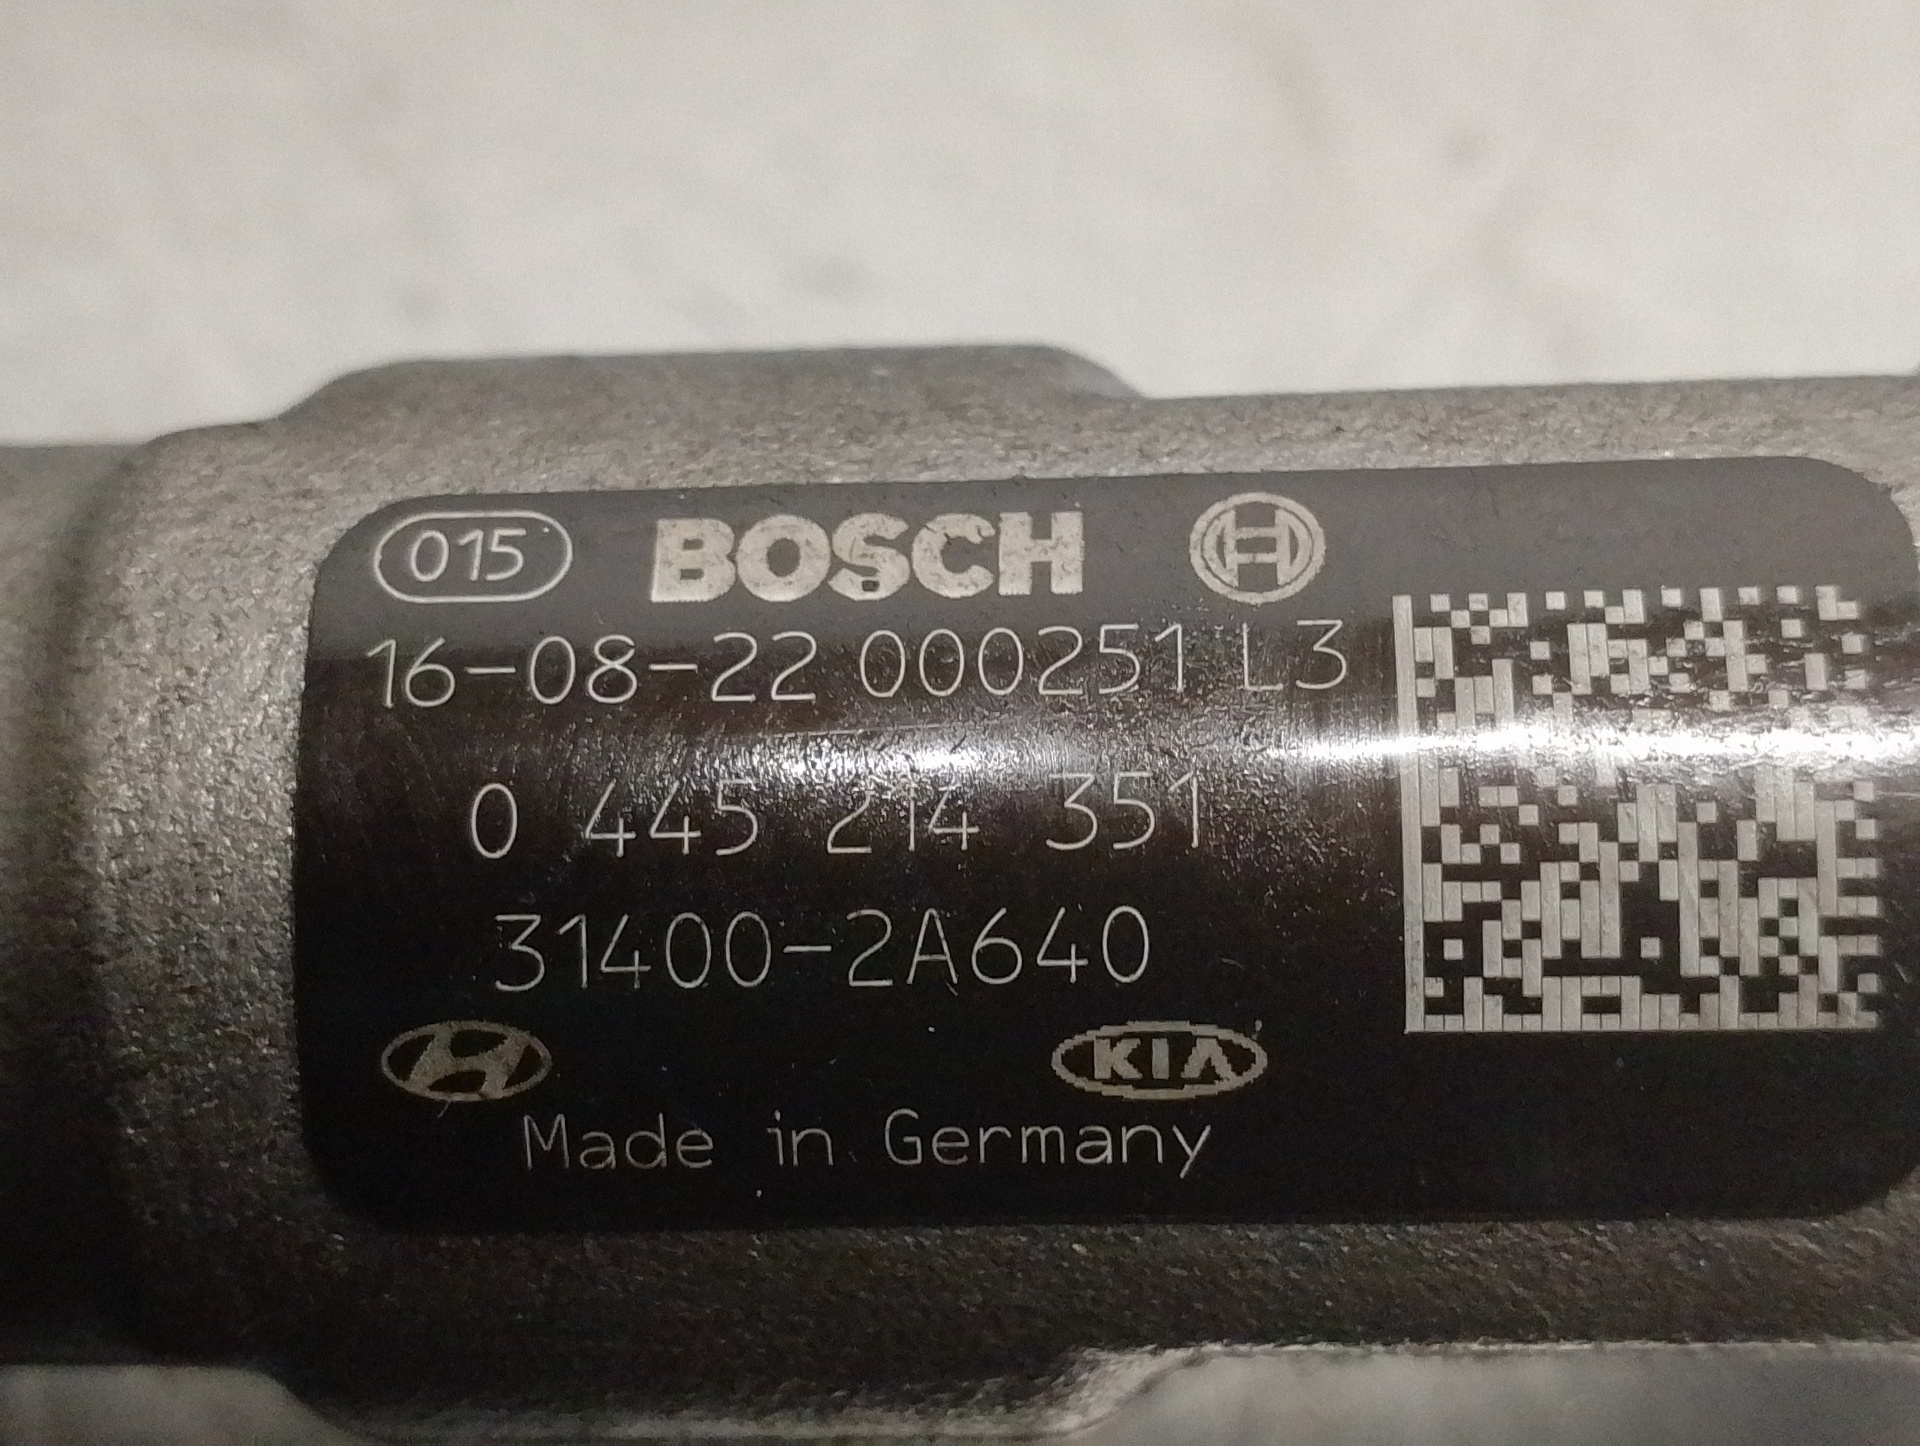 015 BOSCH
16-08-22 000251 L3
0 445 214 351
31400-2A640
KIA
Made in Germany